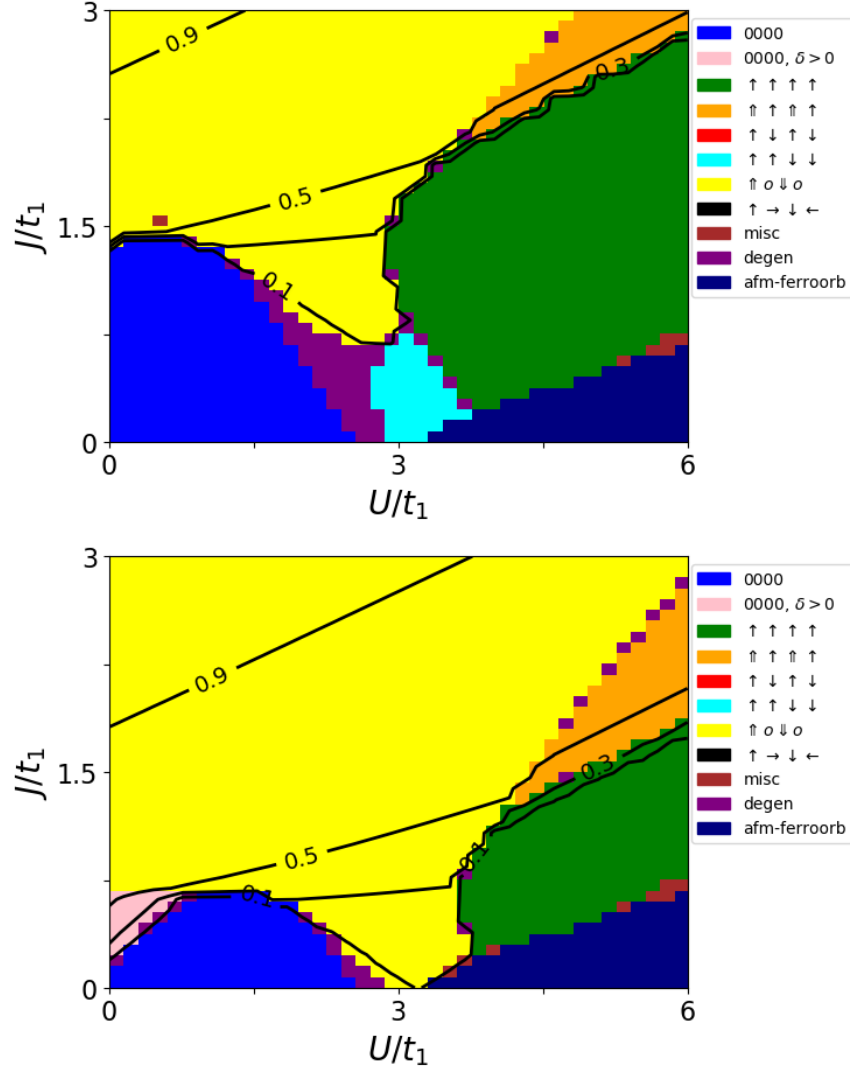 3
1.5
0
J/t₁
0.9
0.5
0.1
0.3
0
3
6
U/t₁
0000
0000, δ>0
↑ ↑ ↑ ↑
⇑ ↑ ⇑ ↑
↑ ↓ ↑ ↓
↑ ↑ ↓ ↓
⇑ o ⇓ o
↑ → ↓ ←
misc
degen
afm-ferroorb
3
1.5
0
J/t₁
0.9
0.5
0.1
0.1
0.3
0
3
6
U/t₁
0000
0000, δ>0
↑ ↑ ↑ ↑
⇑ ↑ ⇑ ↑
↑ ↓ ↑ ↓
↑ ↑ ↓ ↓
⇑ o ⇓ o
↑ → ↓ ←
misc
degen
afm-ferroorb